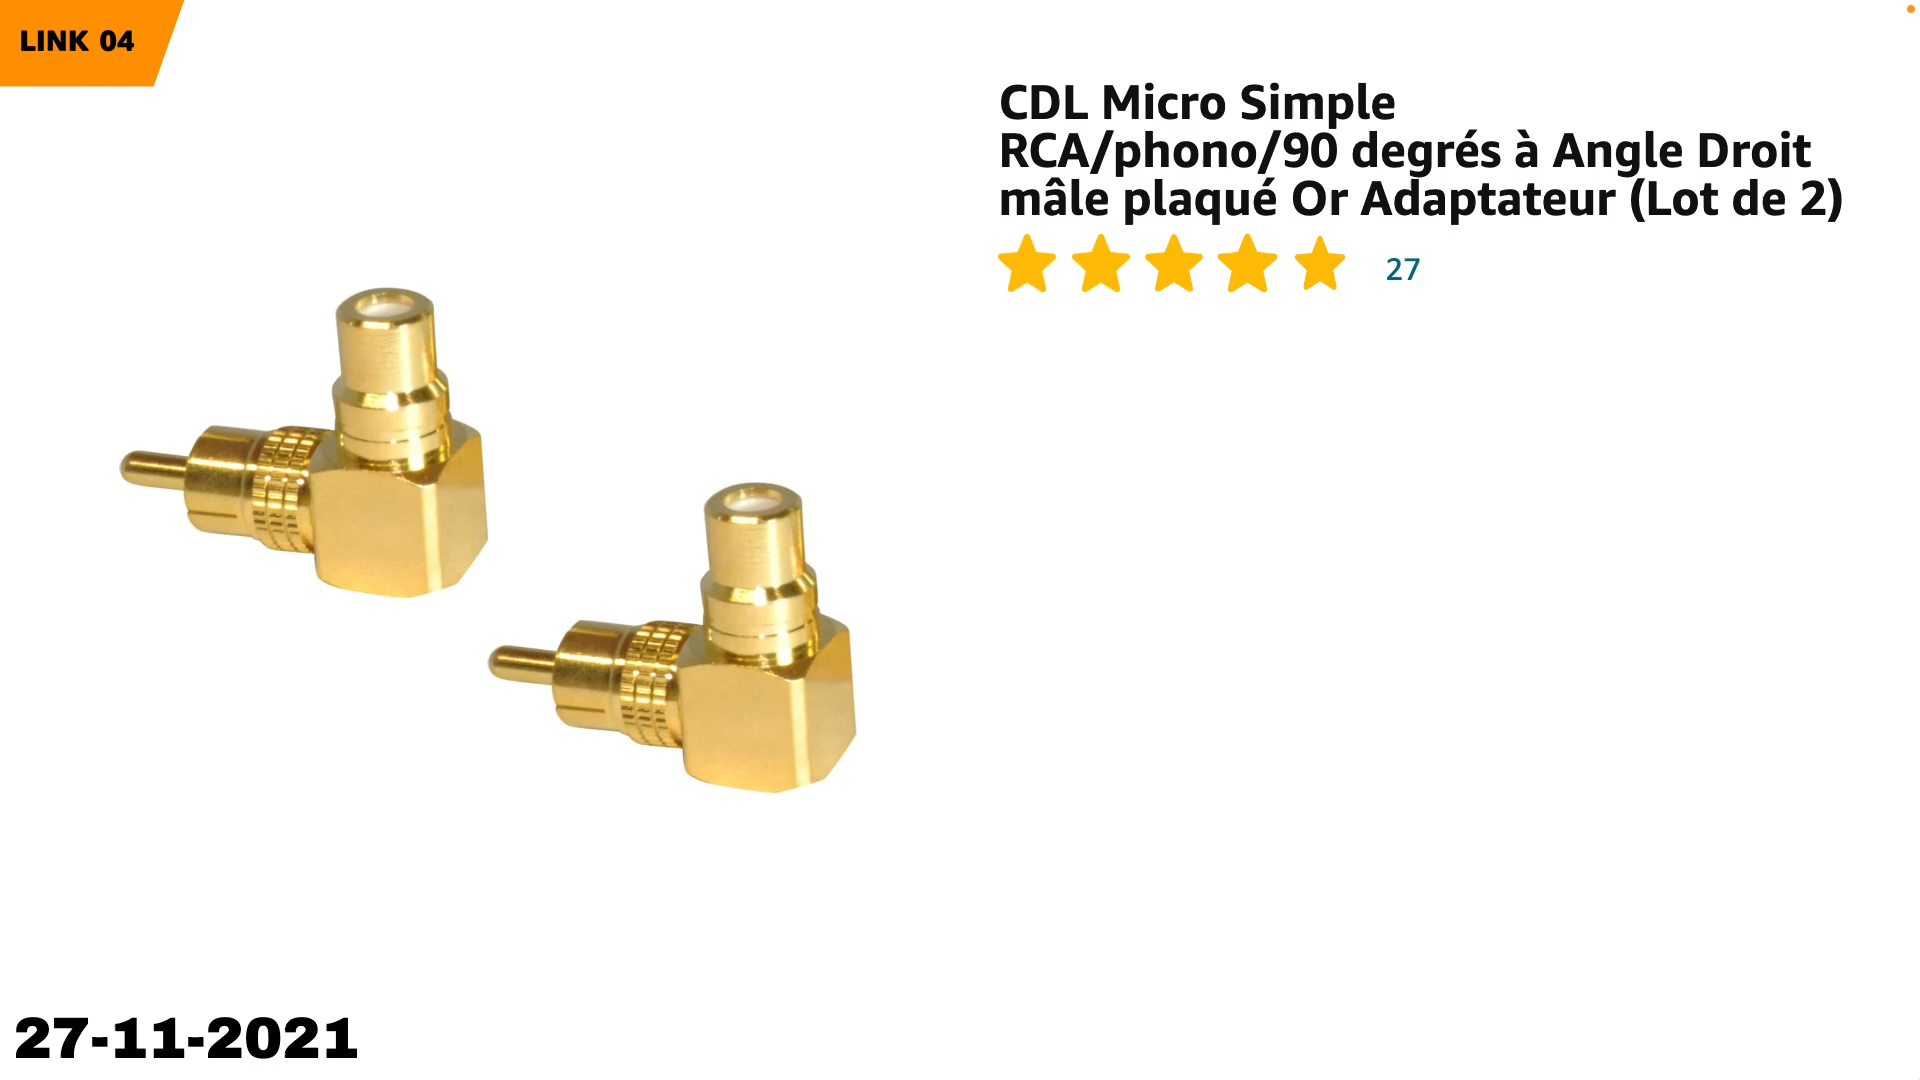 LINK 04
CDL Micro Simple
RCA/phono/90 degrés à Angle Droit
mâle plaqué Or Adaptateur (Lot de 2)
27
27-11-2021